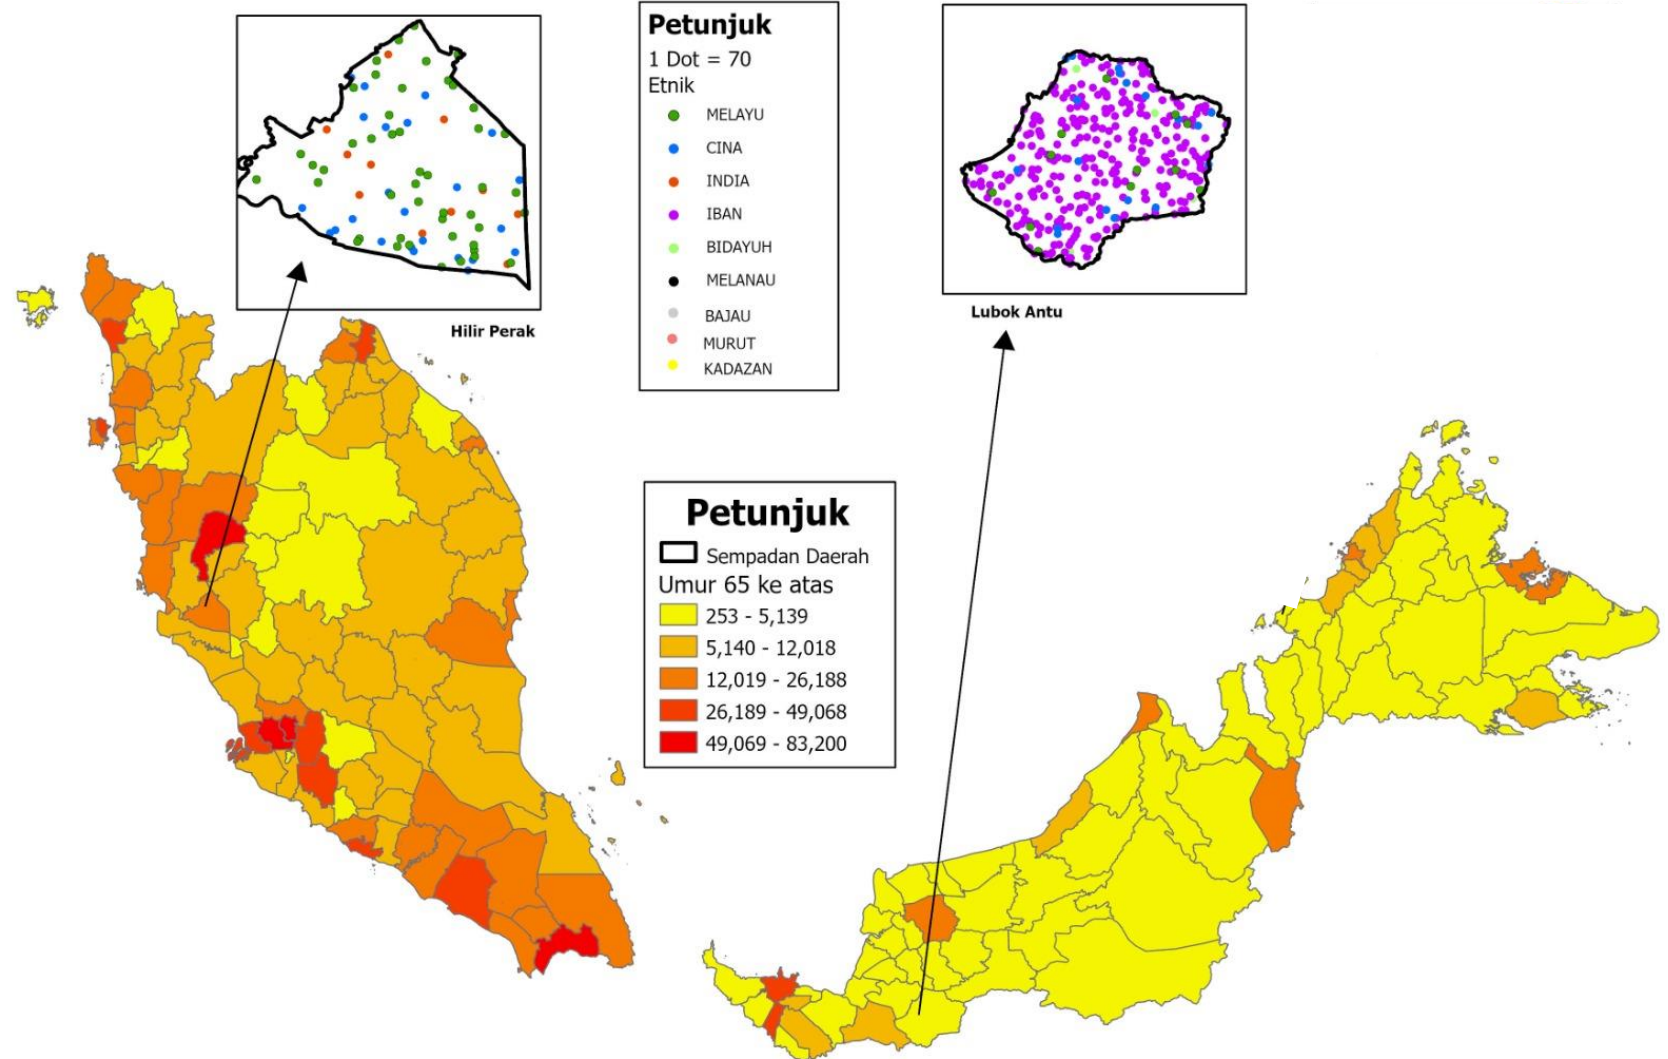 Hilir Perak
Petunjuk
1 Dot = 70
Etnik
MELAYU
CINA
INDIA
IBAN
BIDAYUH
MELANAU
BAJAU
MURUT
KADAZAN
Lubok Antu
Petunjuk
Sempadan Daerah
Umur 65 ke atas
253 - 5,139
5,140 - 12,018
12,019 - 26,188
26,189 - 49,068
49,069 - 83,200